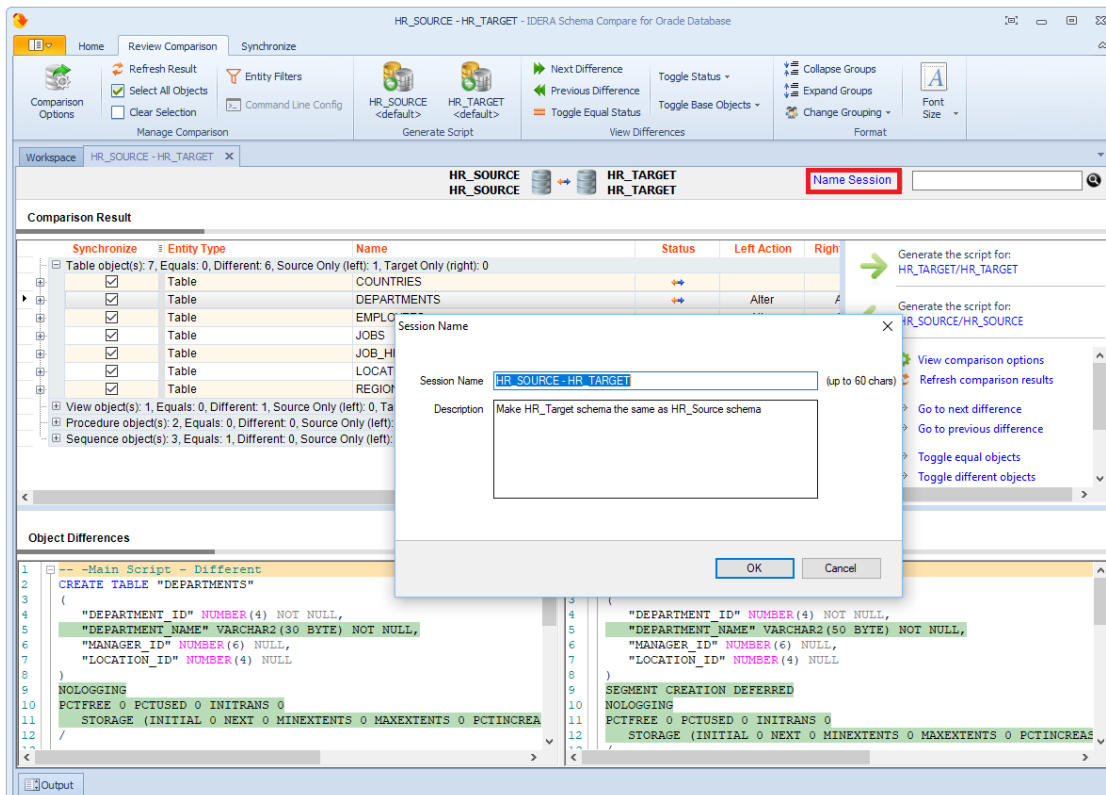 HR_SOURCE - HR_TARGET - IDERA Schema Compare for Oracle Database
Home Review Comparison Synchronize
Comparison Options
Refresh Result
Select All Objects
Clear Selection
Entity Filters
Command Line Config
Manage Comparison
HR_SOURCE <default>
HR_TARGET <default>
Generate Script
Next Difference
Previous Difference
Toggle Equal Status
Toggle Status
Toggle Base Objects
View Differences
Collapse Groups
Expand Groups
Change Grouping
A
Font Size
Format
Workspace HR_SOURCE - HR_TARGET
HR_SOURCE HR_TARGET
HR_SOURCE HR_TARGET
Name Session
Comparison Result
Synchronize Entity Type Name Status Left Action Righ
Table object(s): 7, Equals: 0, Different: 6, Source Only (left): 1, Target Only (right): 0
Table COUNTRIES
Table DEPARTMENTS Alter
Table
Table JOBS
Table JOB_HI
Table LOCAT
Table REGION
View object(s): 1, Equals: 0, Different: 1, Source Only (left): 0, Ta
Procedure object(s): 2, Equals: 0, Different: 0, Source Only (left):
Sequence object(s): 3, Equals: 1, Different: 0, Source Only (left):
Generate the script for:
HR_TARGET/HR_TARGET
Generate the script for:
HR_SOURCE/HR_SOURCE
View comparison options
Refresh comparison results
Go to next difference
Go to previous difference
Toggle equal objects
Toggle different objects
Session Name
Session Name HR_SOURCE - HR_TARGET (up to 60 chars)
Description Make HR_Target schema the same as HR_Source schema
OK Cancel
Object Differences
1 -- -Main Script - Different
2 CREATE TABLE "DEPARTMENTS"
3 (
4 "DEPARTMENT_ID" NUMBER(4) NOT NULL,
5 "DEPARTMENT_NAME" VARCHAR2(30 BYTE) NOT NULL,
6 "MANAGER_ID" NUMBER(6) NULL,
7 "LOCATION_ID" NUMBER(4) NULL
8 )
9 NOLOGGING
10 PCTFREE 0 PCTUSED 0 INITRANS 0
11 STORAGE (INITIAL 0 NEXT 0 MINEXTENTS 0 MAXEXTENTS 0 PCTINCREA
12 /
3 (
4 "DEPARTMENT_ID" NUMBER(4) NOT NULL,
5 "DEPARTMENT_NAME" VARCHAR2(50 BYTE) NOT NULL,
6 "MANAGER_ID" NUMBER(6) NULL,
7 "LOCATION_ID" NUMBER(4) NULL
8 )
9 SEGMENT CREATION DEFERRED
10 NOLOGGING
11 PCTFREE 0 PCTUSED 0 INITRANS 0
12 STORAGE (INITIAL 0 NEXT 0 MINEXTENTS 0 MAXEXTENTS 0 PCTINCREAS
Output